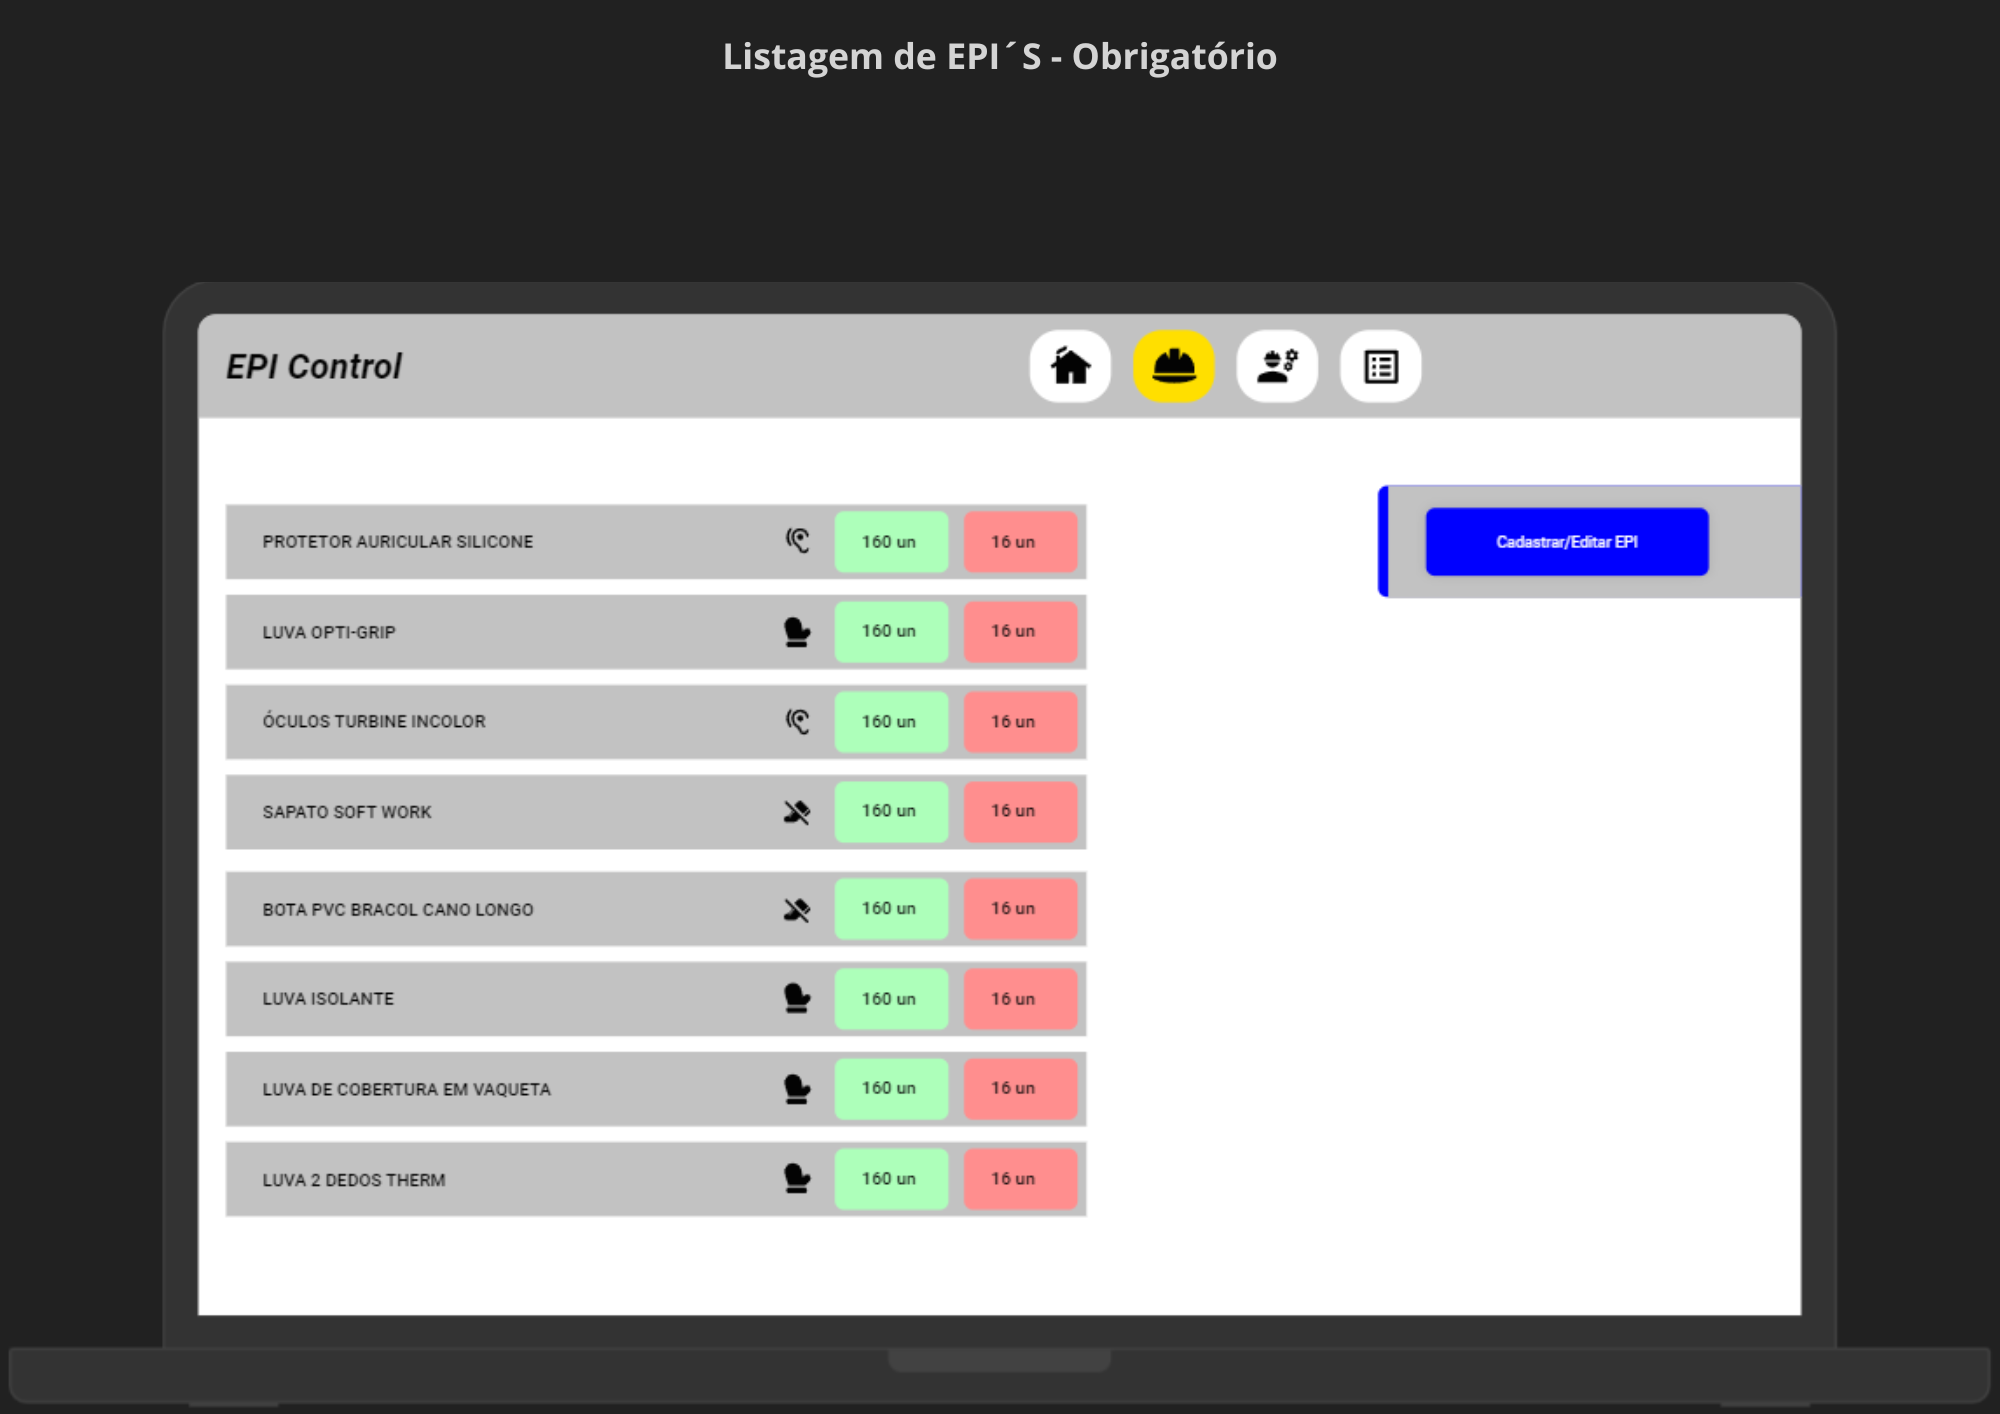 Listagem de EPI´S - Obrigatório
EPI Control
PROTETOR AURICULAR SILICONE 160 un 16 un
Cadastrar/Editar EPI
LUVA OPTI-GRIP 160 un 16 un
ÓCULOS TURBINE INCOLOR 160 un 16 un
SAPATO SOFT WORK 160 un 16 un
BOTA PVC BRACOL CANO LONGO 160 un 16 un
LUVA ISOLANTE 160 un 16 un
LUVA DE COBERTURA EM VAQUETA 160 un 16 un
LUVA 2 DEDOS THERM 160 un 16 un